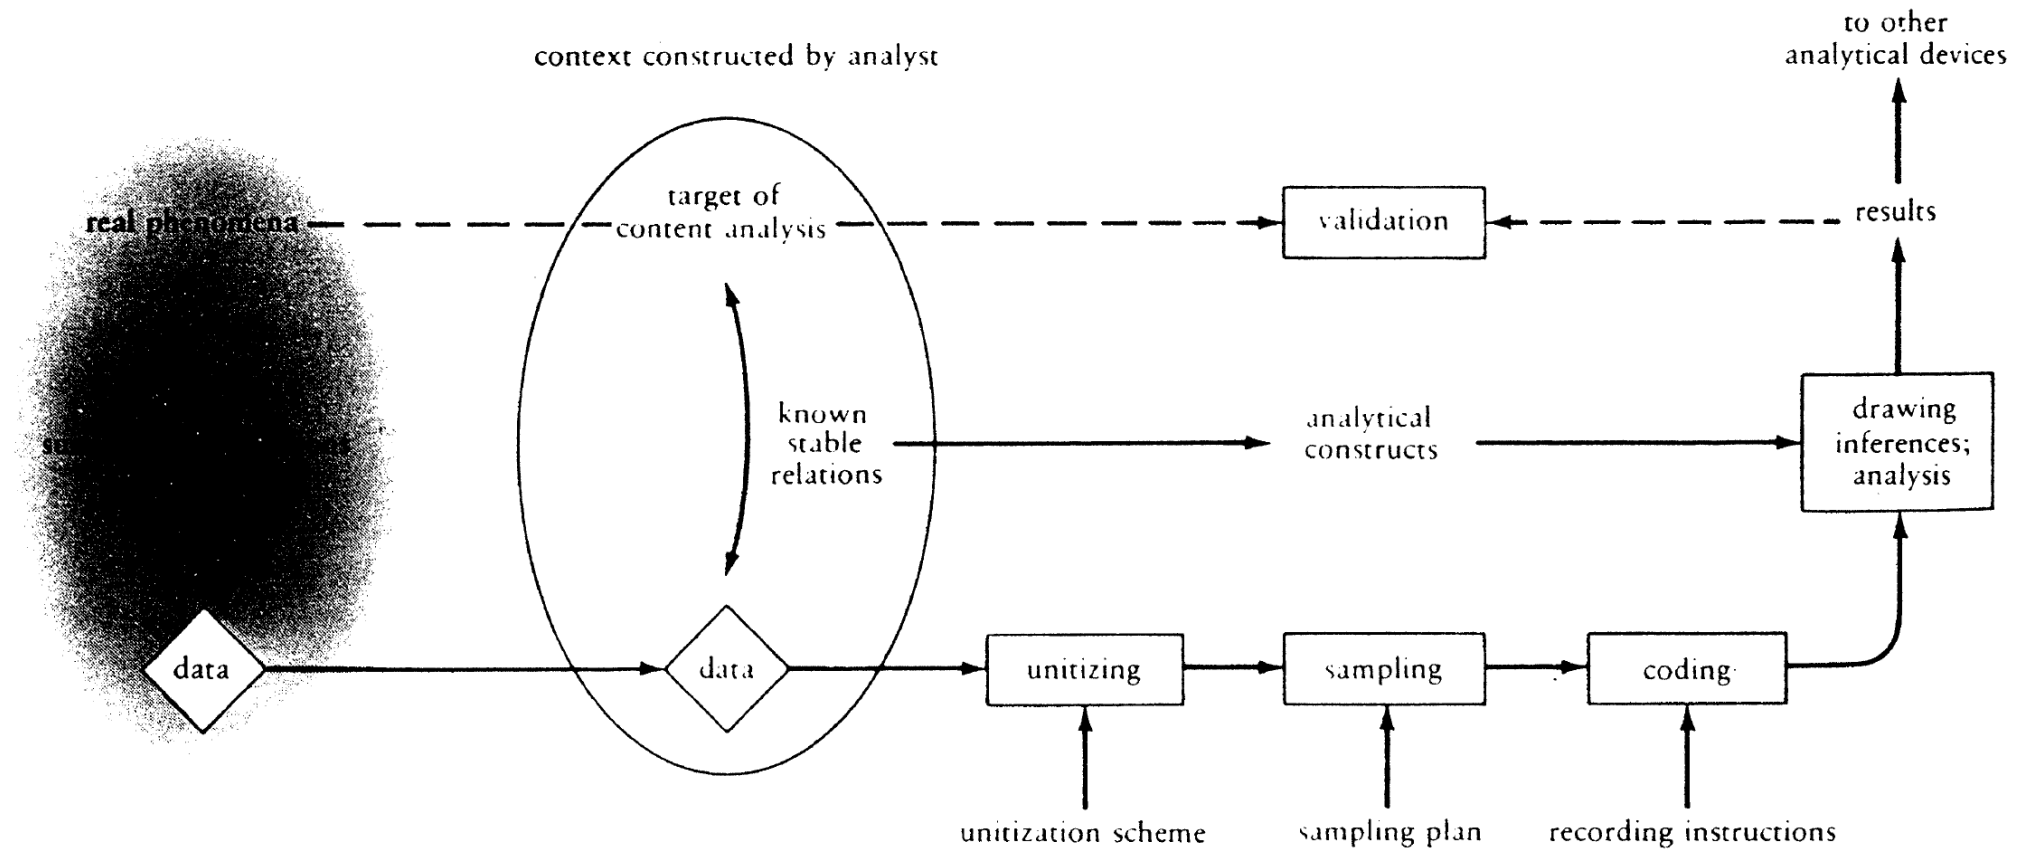 to other
analytical devices
context constructed by analyst
real phenomena
target of
content analysis
validation
results
known
stable
relations
analytical
constructs
drawing
inferences;
analysis
data
data
unitizing
sampling
coding
unitization scheme
sampling plan
recording instructions